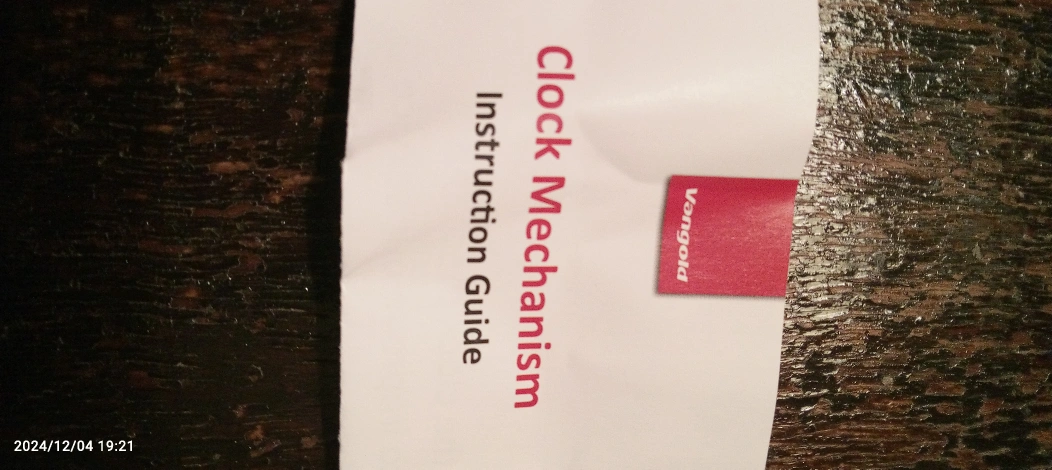 Vangold
Clock Mechanism
Instruction Guide
2024/12/04 19:21